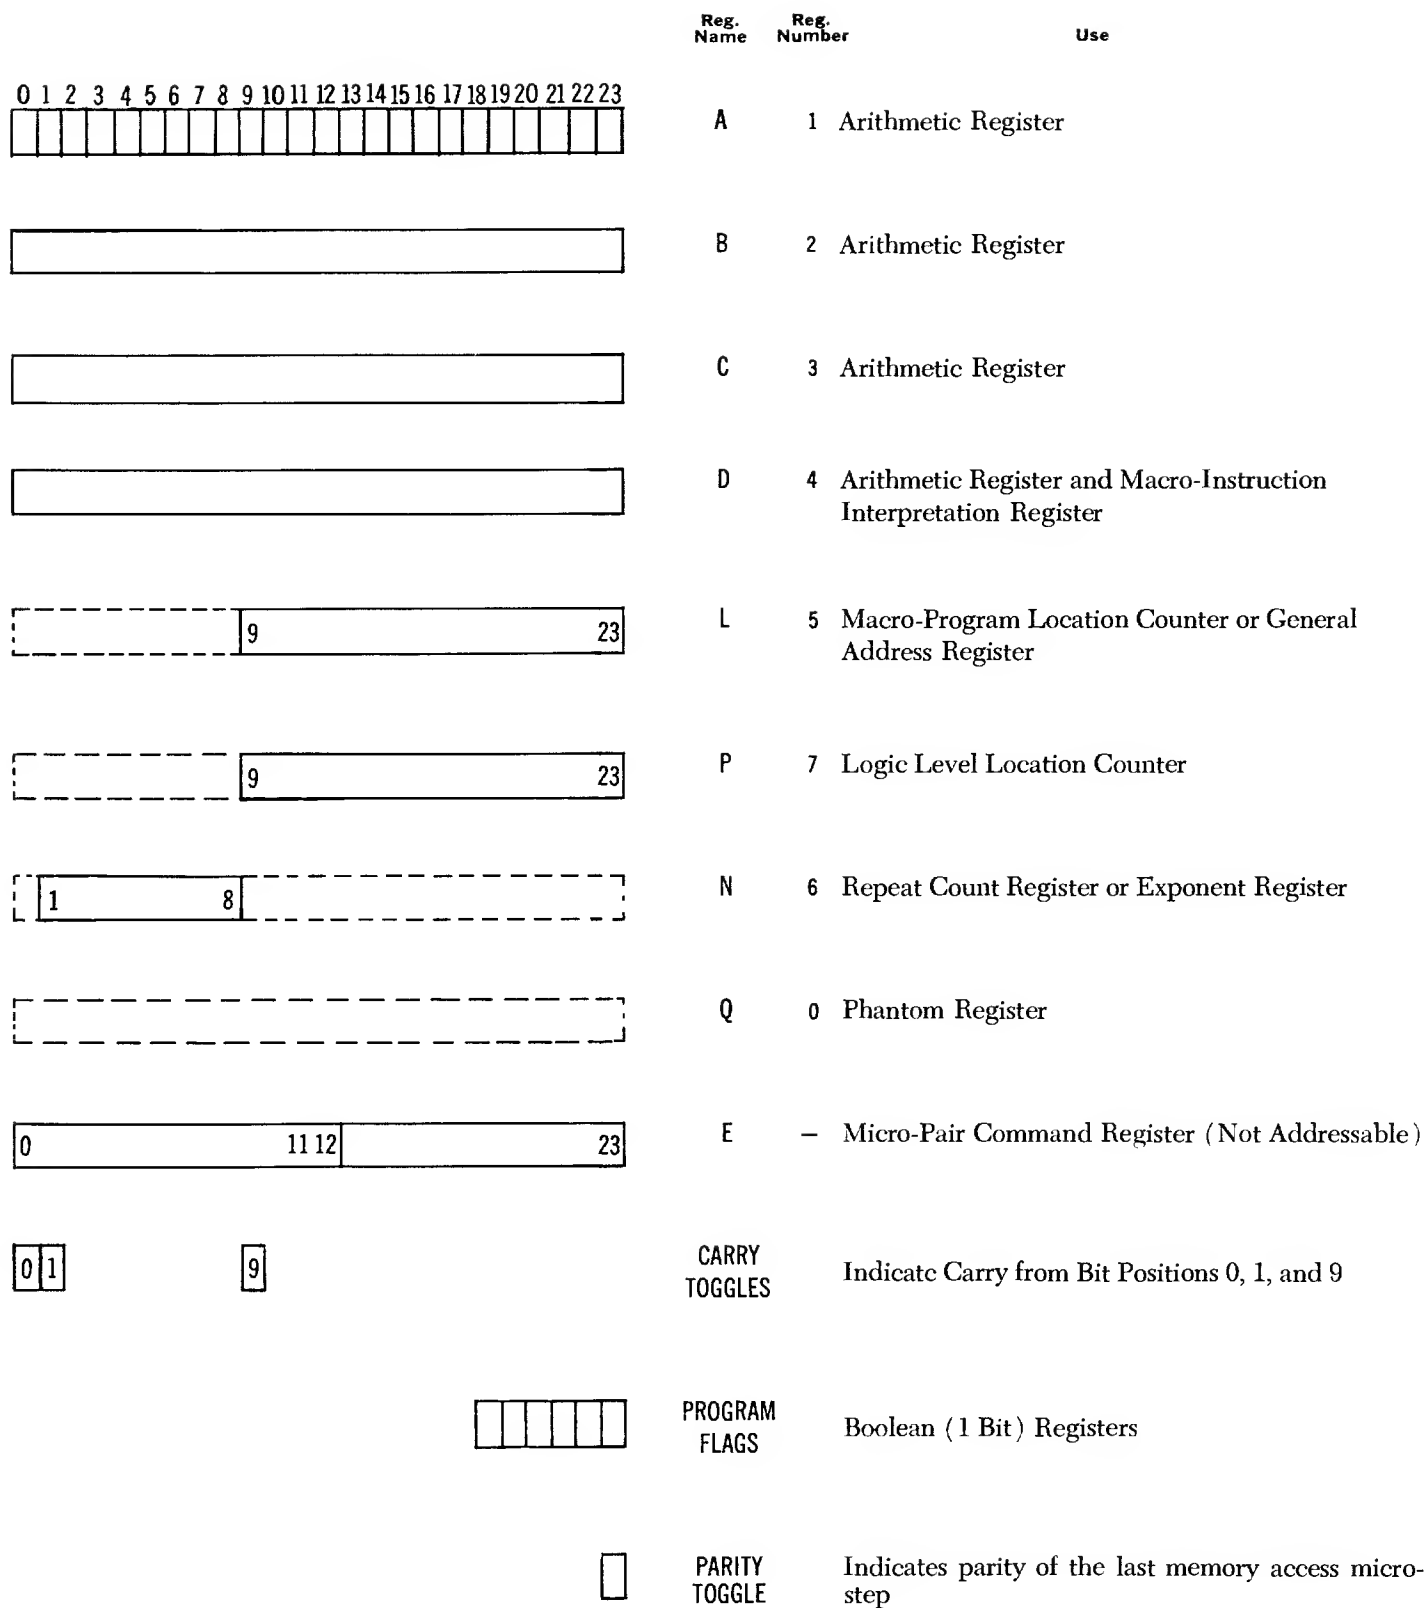 Reg. Name Reg. Number Use
0 1 2 3 4 5 6 7 8 9 10 11 12 13 14 15 16 17 18 19 20 21 22 23
A 1 Arithmetic Register
B 2 Arithmetic Register
C 3 Arithmetic Register
D 4 Arithmetic Register and Macro-Instruction
Interpretation Register
9 23 L 5 Macro-Program Location Counter or General
Address Register
9 23 P 7 Logic Level Location Counter
1 8 N 6 Repeat Count Register or Exponent Register
Q 0 Phantom Register
0 11 12 23 E – Micro-Pair Command Register (Not Addressable)
0 1 9 CARRY TOGGLES Indicate Carry from Bit Positions 0, 1, and 9
PROGRAM FLAGS Boolean (1 Bit) Registers
PARITY TOGGLE Indicates parity of the last memory access micro-
step